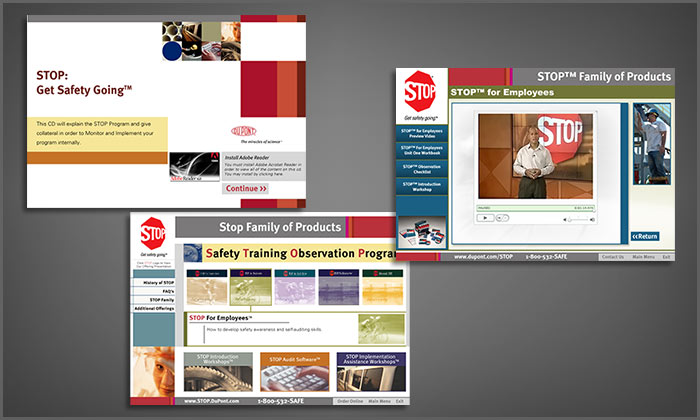 STOP:
Get Safety Going™
This CD will explain the STOP Program and give
collateral in order to Monitor and Implement your
program internally.
DUPONT
The miracles of science™
Install Adobe Reader
You must install Adobe Acrobat Reader in
order to view all of the content on this cd.
You may install by clicking here.
Continue >>
STOP
Get safety going™
STOP™ Family of Products
STOP™ for Employees
STOP™ for Employees
Preview Video
STOP™ For Employees
Unit One Workbook
STOP™ Observation
Checklist
STOP™ Introduction
Workshop
STOP
<<Return
www.dupont.com/STOP
1-800-532-SAFE
Contact Us
Main Menu
Exit
STOP
Get safety going™
Stop Family of Products
Safety Training Observation Program
History of STOP
FAQ's
STOP Family
Additional Offerings
STOP For Employees™
How to develop safety awareness and self-auditing skills.
STOP Introduction
Workshops™
STOP Audit Software™
STOP Implementation
Assistance Workshops™
www.STOP.DuPont.com
1-800-532-SAFE
Order Online
Main Menu
Exit